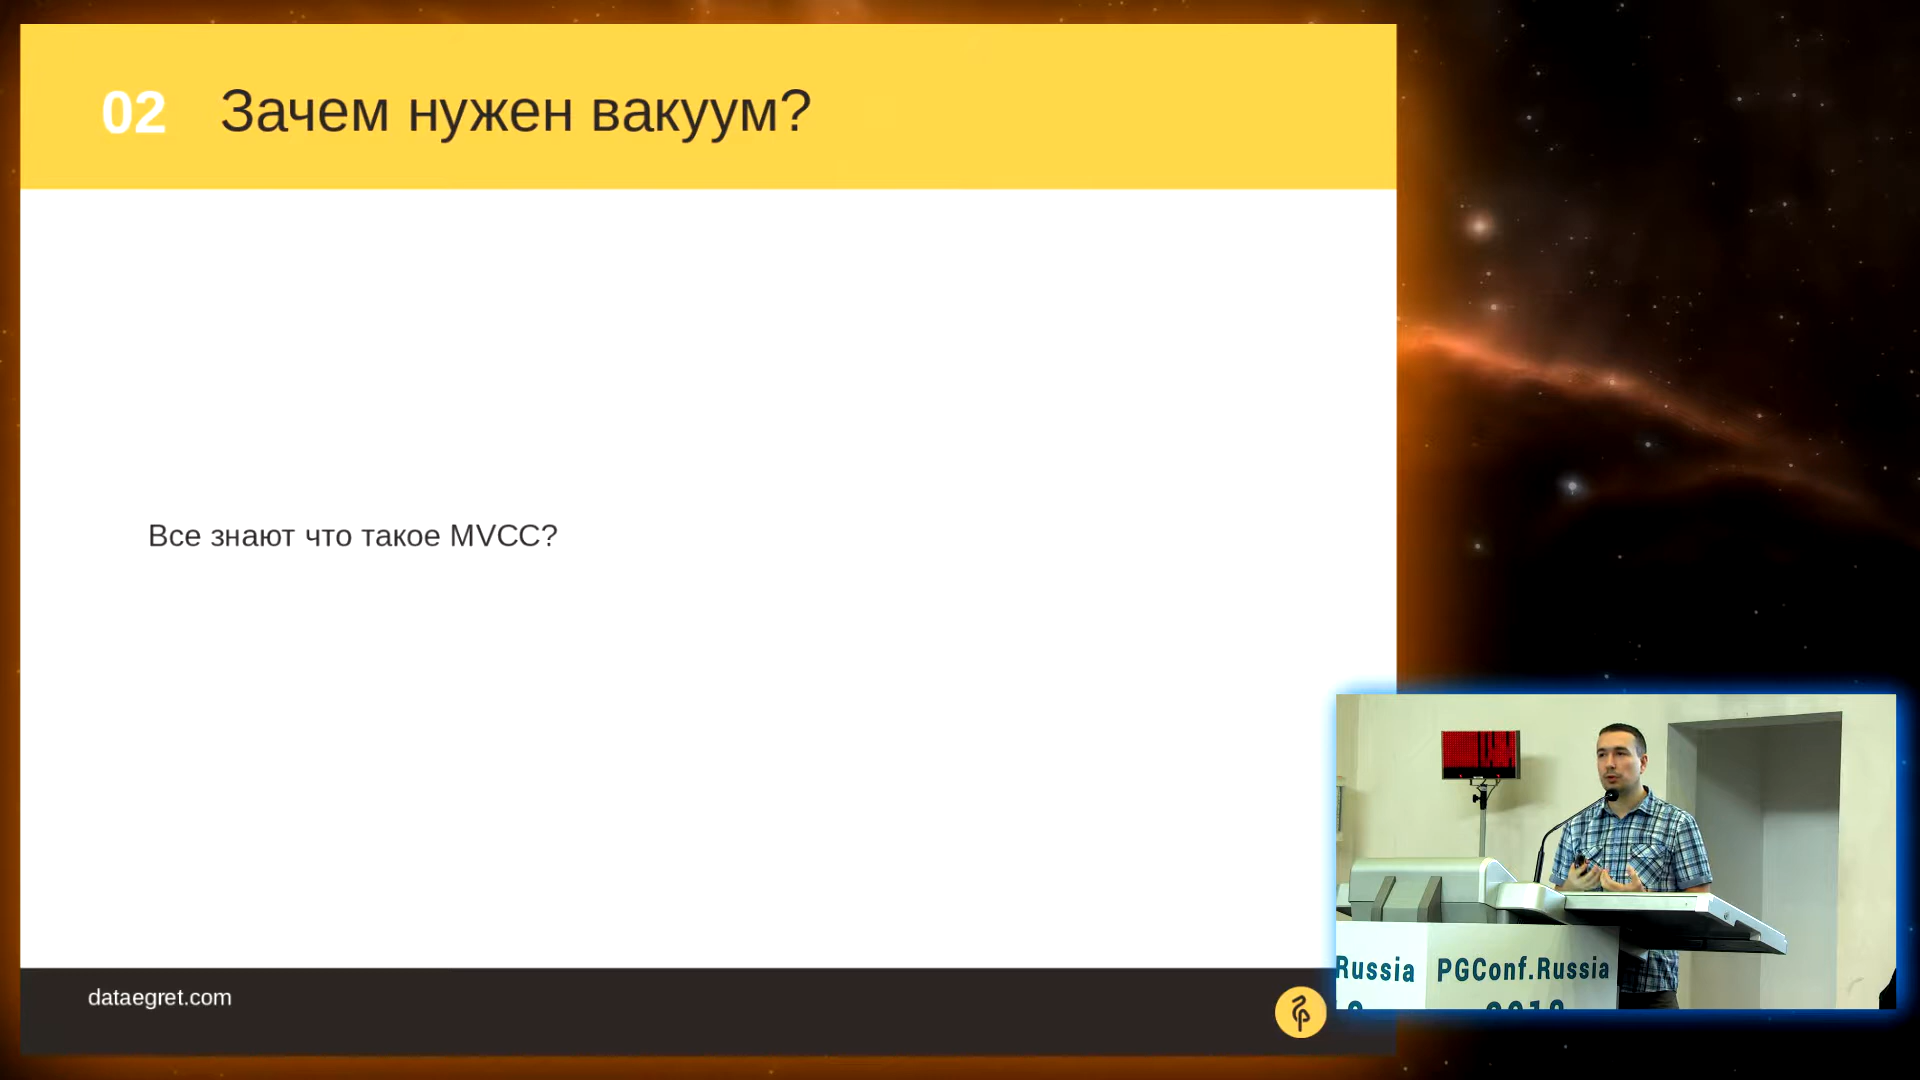 02 Зачем нужен вакуум?
Все знают что такое MVCC?
dataegret.com
Russia PGConf.Russia